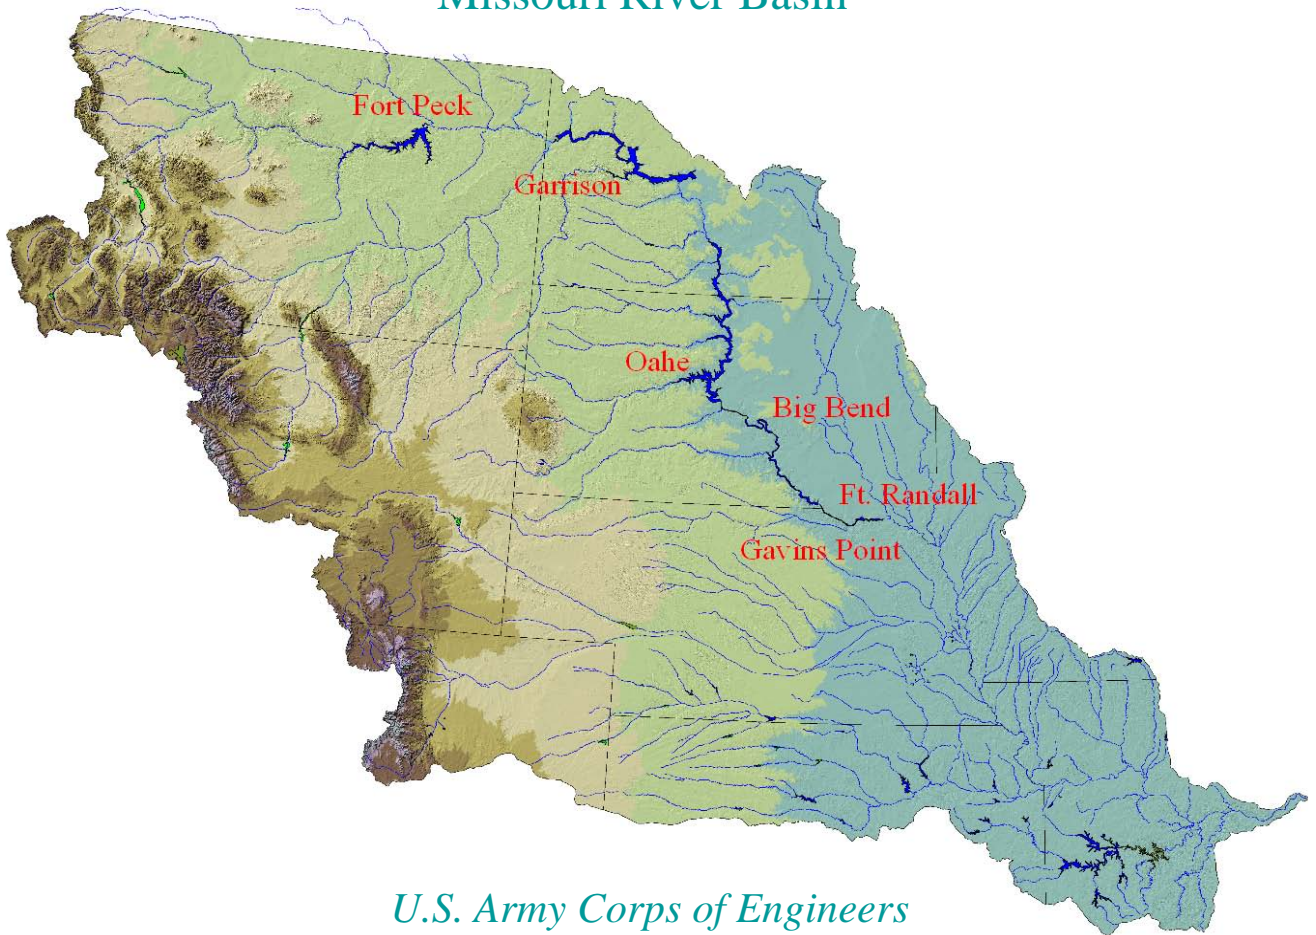 Missouri River Basin
Fort Peck
Garrison
Oahe
Big Bend
Ft. Randall
Gavins Point
U.S. Army Corps of Engineers